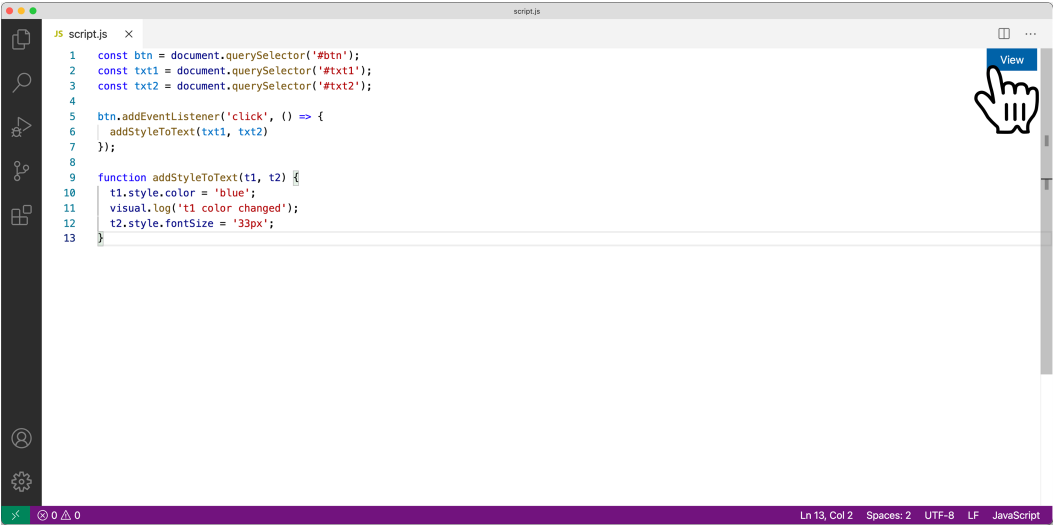 script.js
JS script.js
View
1 const btn = document.querySelector('#btn');
2 const txt1 = document.querySelector('#txt1');
3 const txt2 = document.querySelector('#txt2');
4
5 btn.addEventListener('click', () => {
6   addStyleToText(txt1, txt2)
7 });
8
9 function addStyleToText(t1, t2) {
10   t1.style.color = 'blue';
11   visual.log('t1 color changed');
12   t2.style.fontSize = '33px';
13 }
0 0 Ln 13, Col 2 Spaces: 2 UTF-8 LF JavaScript